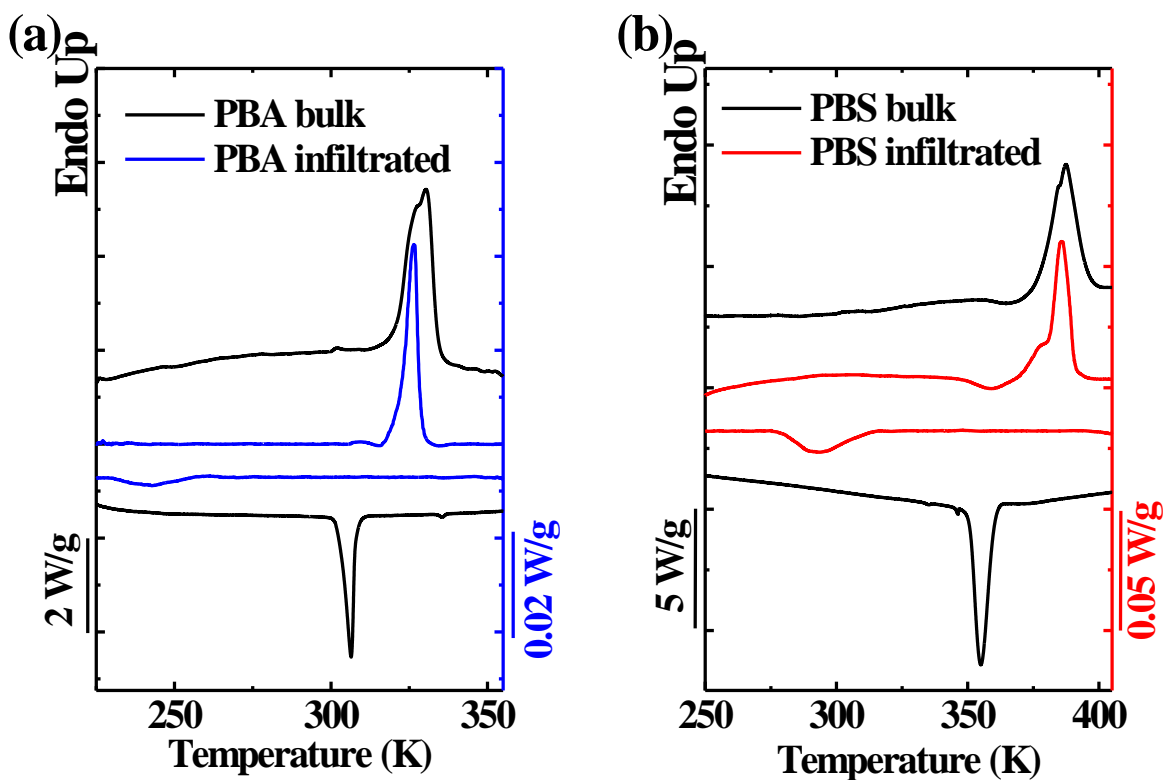 (a)
Endo Up
PBA bulk
PBA infiltrated
2 W/g
0.02 W/g
250 300 350
Temperature (K)
(b)
Endo Up
PBS bulk
PBS infiltrated
5 W/g
0.05 W/g
250 300 350 400
Temperature (K)